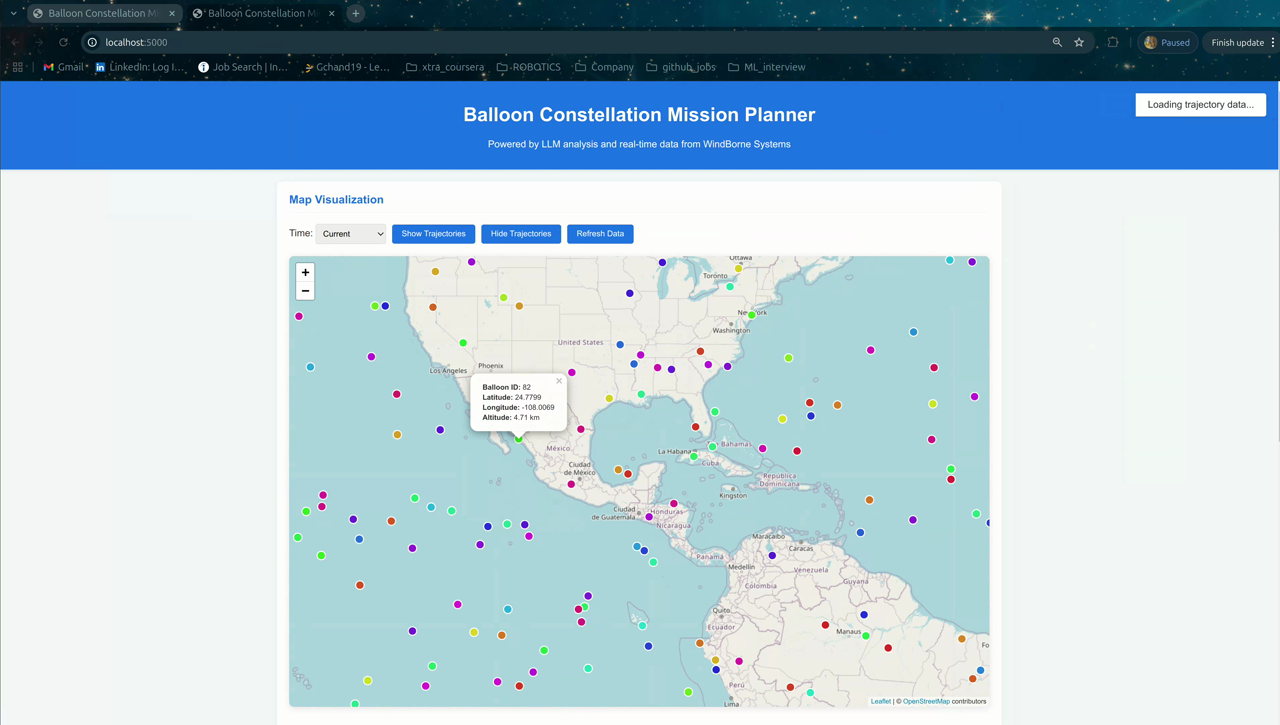 Balloon Constellation Mi
Balloon Constellation M
localhost:5000
Paused
Finish update
Gmail
LinkedIn: Log I...
Job Search | In...
Gchand19 - Le...
xtra_coursera
ROBOTICS
Company
github_jobs
ML_interview
Balloon Constellation Mission Planner
Powered by LLM analysis and real-time data from WindBorne Systems
Loading trajectory data...
Map Visualization
Time: Current Show Trajectories Hide Trajectories Refresh Data
+
−
Ottawa
Toronto
New York
Washington
United States
Los Angeles
Phoenix
Balloon ID: 82
Latitude: 24.7799
Longitude: -108.0069
Altitude: 4.71 km
×
México
Ciudad
de México
La Habana
Bahamas
Cuba
República
Dominicana
Kingston
Ciudad
de Guatemala
Honduras
Nicaragua
Panamá
Maracaibo
Caracas
Medellín
Venezuela
Colombia
Guyana
Quito
Ecuador
Manaus
Fo
Perú
Lima
Leaflet | © OpenStreetMap contributors